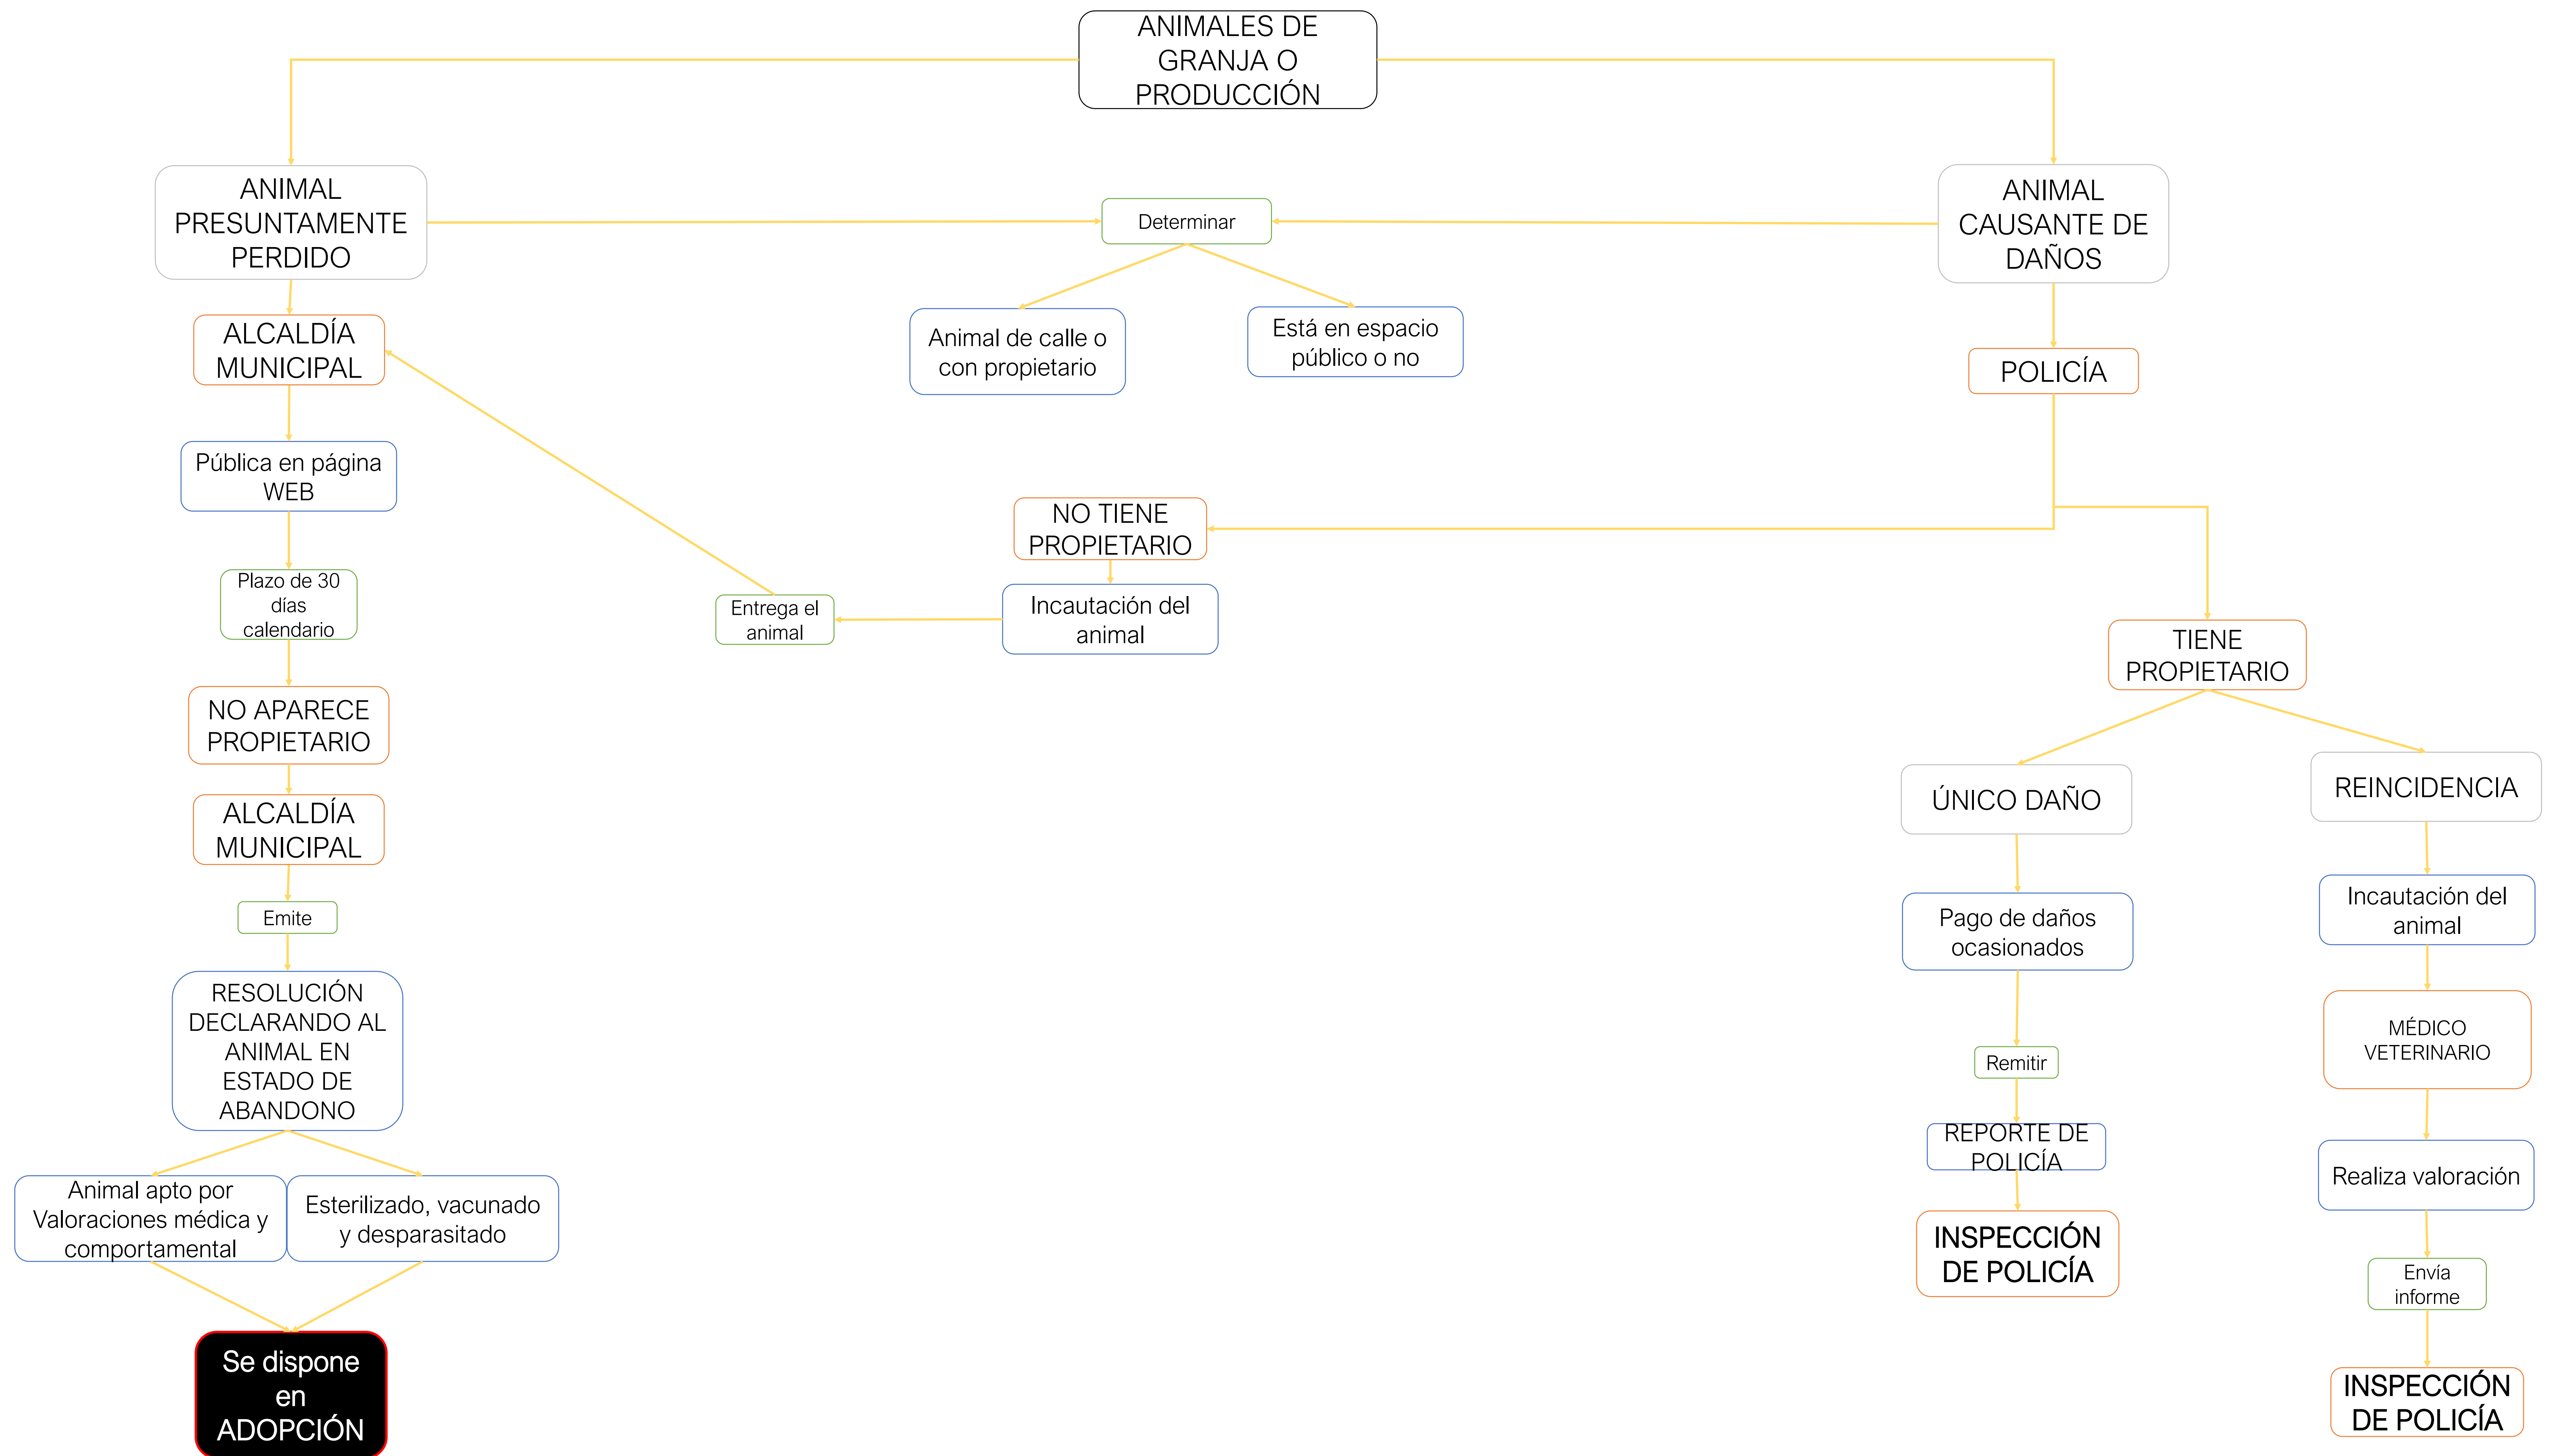 ANIMALES DE
GRANJA O
PRODUCCIÓN
ANIMAL
PRESUNTAMENTE
PERDIDO
Determinar
ANIMAL
CAUSANTE DE
DAÑOS
ALCALDÍA
MUNICIPAL
Animal de calle o
con propietario
Está en espacio
público o no
POLICÍA
Pública en página
WEB
NO TIENE
PROPIETARIO
Plazo de 30
días
calendario
Entrega el
animal
Incautación del
animal
TIENE
PROPIETARIO
NO APARECE
PROPIETARIO
ÚNICO DAÑO
REINCIDENCIA
ALCALDÍA
MUNICIPAL
Emite
Pago de daños
ocasionados
Incautación del
animal
RESOLUCIÓN
DECLARANDO AL
ANIMAL EN
ESTADO DE
ABANDONO
Remitir
MÉDICO
VETERINARIO
REPORTE DE
POLICÍA
Realiza valoración
Animal apto por
Valoraciones médica y
comportamental
Esterilizado, vacunado
y desparasitado
INSPECCIÓN
DE POLICÍA
Envía
informe
Se dispone
en
ADOPCIÓN
INSPECCIÓN
DE POLICÍA